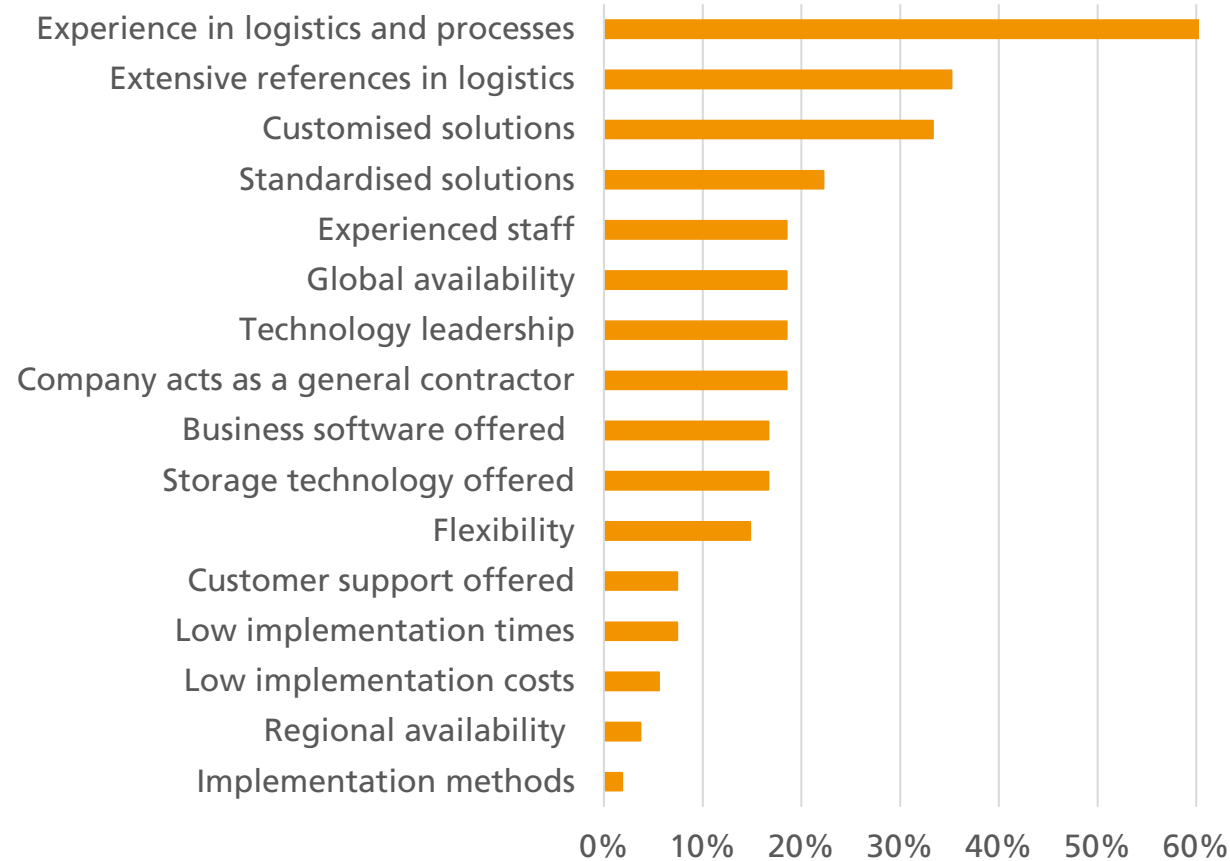 Experience in logistics and processes
Extensive references in logistics
Customised solutions
Standardised solutions
Experienced staff
Global availability
Technology leadership
Company acts as a general contractor
Business software offered
Storage technology offered
Flexibility
Customer support offered
Low implementation times
Low implementation costs
Regional availability
Implementation methods
0% 10% 20% 30% 40% 50% 60%